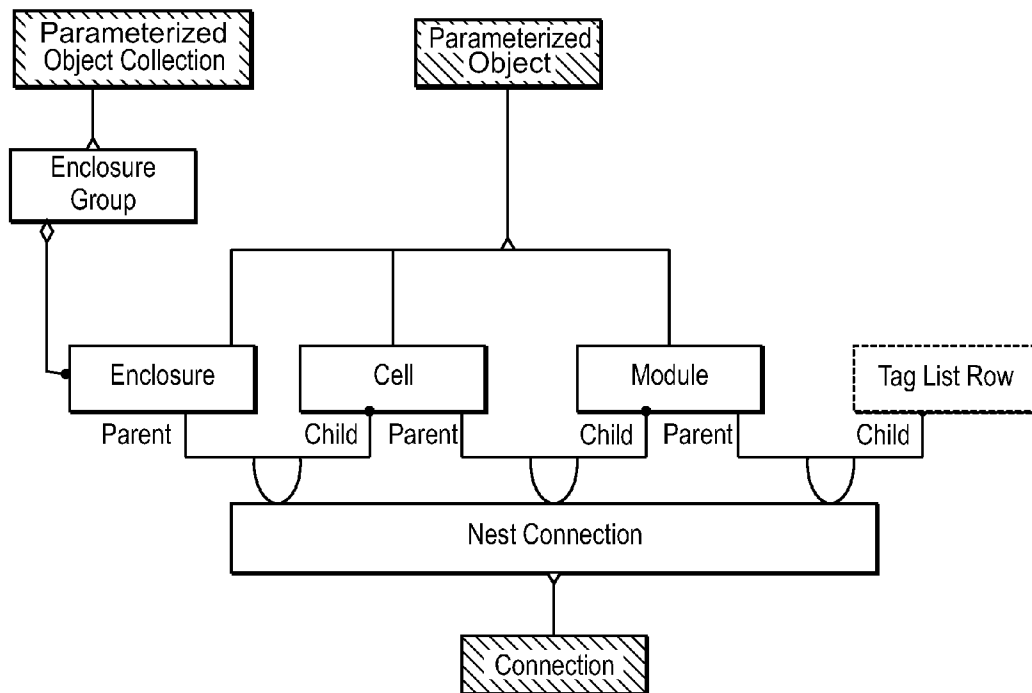 Parameterized
Object Collection
Parameterized
Object
Enclosure
Group
Enclosure
Cell
Module
Tag List Row
Parent
Child
Parent
Child
Parent
Child
Nest Connection
Connection